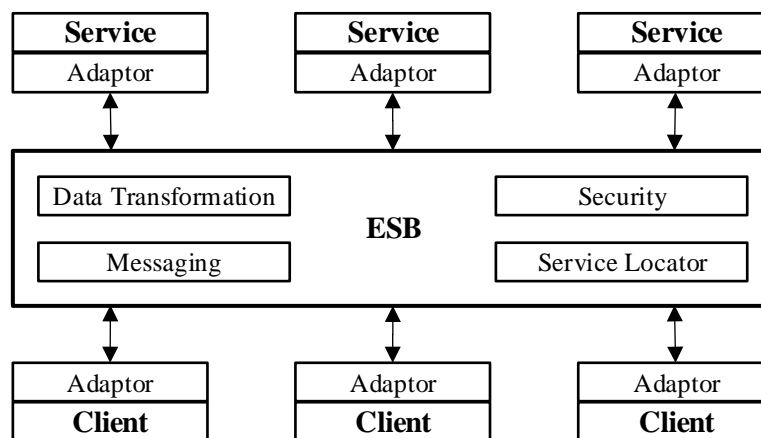 Service Service Service
Adaptor Adaptor Adaptor
Data Transformation Security
ESB
Messaging Service Locator
Adaptor Adaptor Adaptor
Client Client Client